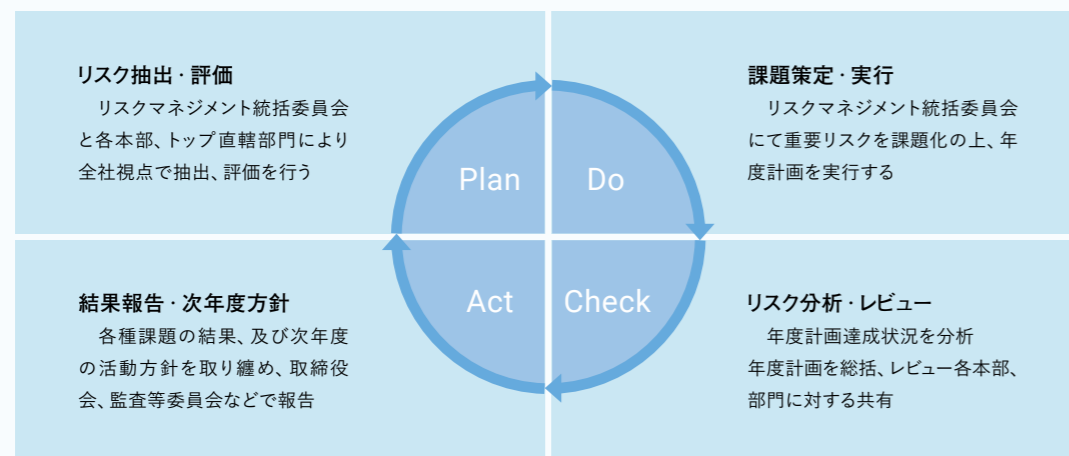 リスク抽出・評価
リスクマネジメント統括委員会
と各本部、トップ直轄部門により
全社視点で抽出、評価を行う
Plan
課題策定・実行
リスクマネジメント統括委員会
にて重要リスクを課題化の上、年
度計画を実行する
Do
結果報告・次年度方針
各種課題の結果、及び次年度
の活動方針を取り纏め、取締役
会、監査等委員会などで報告
Act
リスク分析・レビュー
年度計画達成状況を分析
年度計画を総括、レビュー各本部、
部門に対する共有
Check